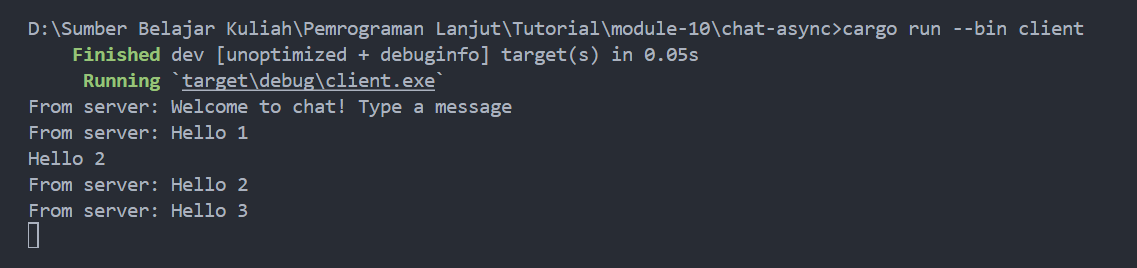 D:\Sumber Belajar Kuliah\Pemrograman Lanjut\Tutorial\module-10\chat-async>cargo run --bin client
Finished dev [unoptimized + debuginfo] target(s) in 0.05s
Running `target\debug\client.exe`
From server: Welcome to chat! Type a message
From server: Hello 1
Hello 2
From server: Hello 2
From server: Hello 3